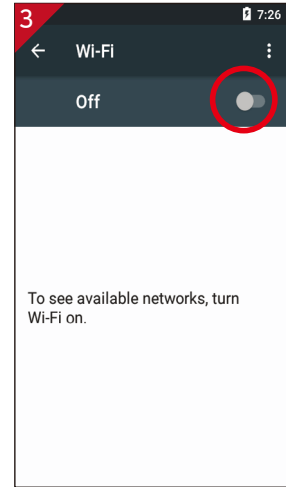 3
7:26
Wi-Fi
Off
To see available networks, turn
Wi-Fi on.